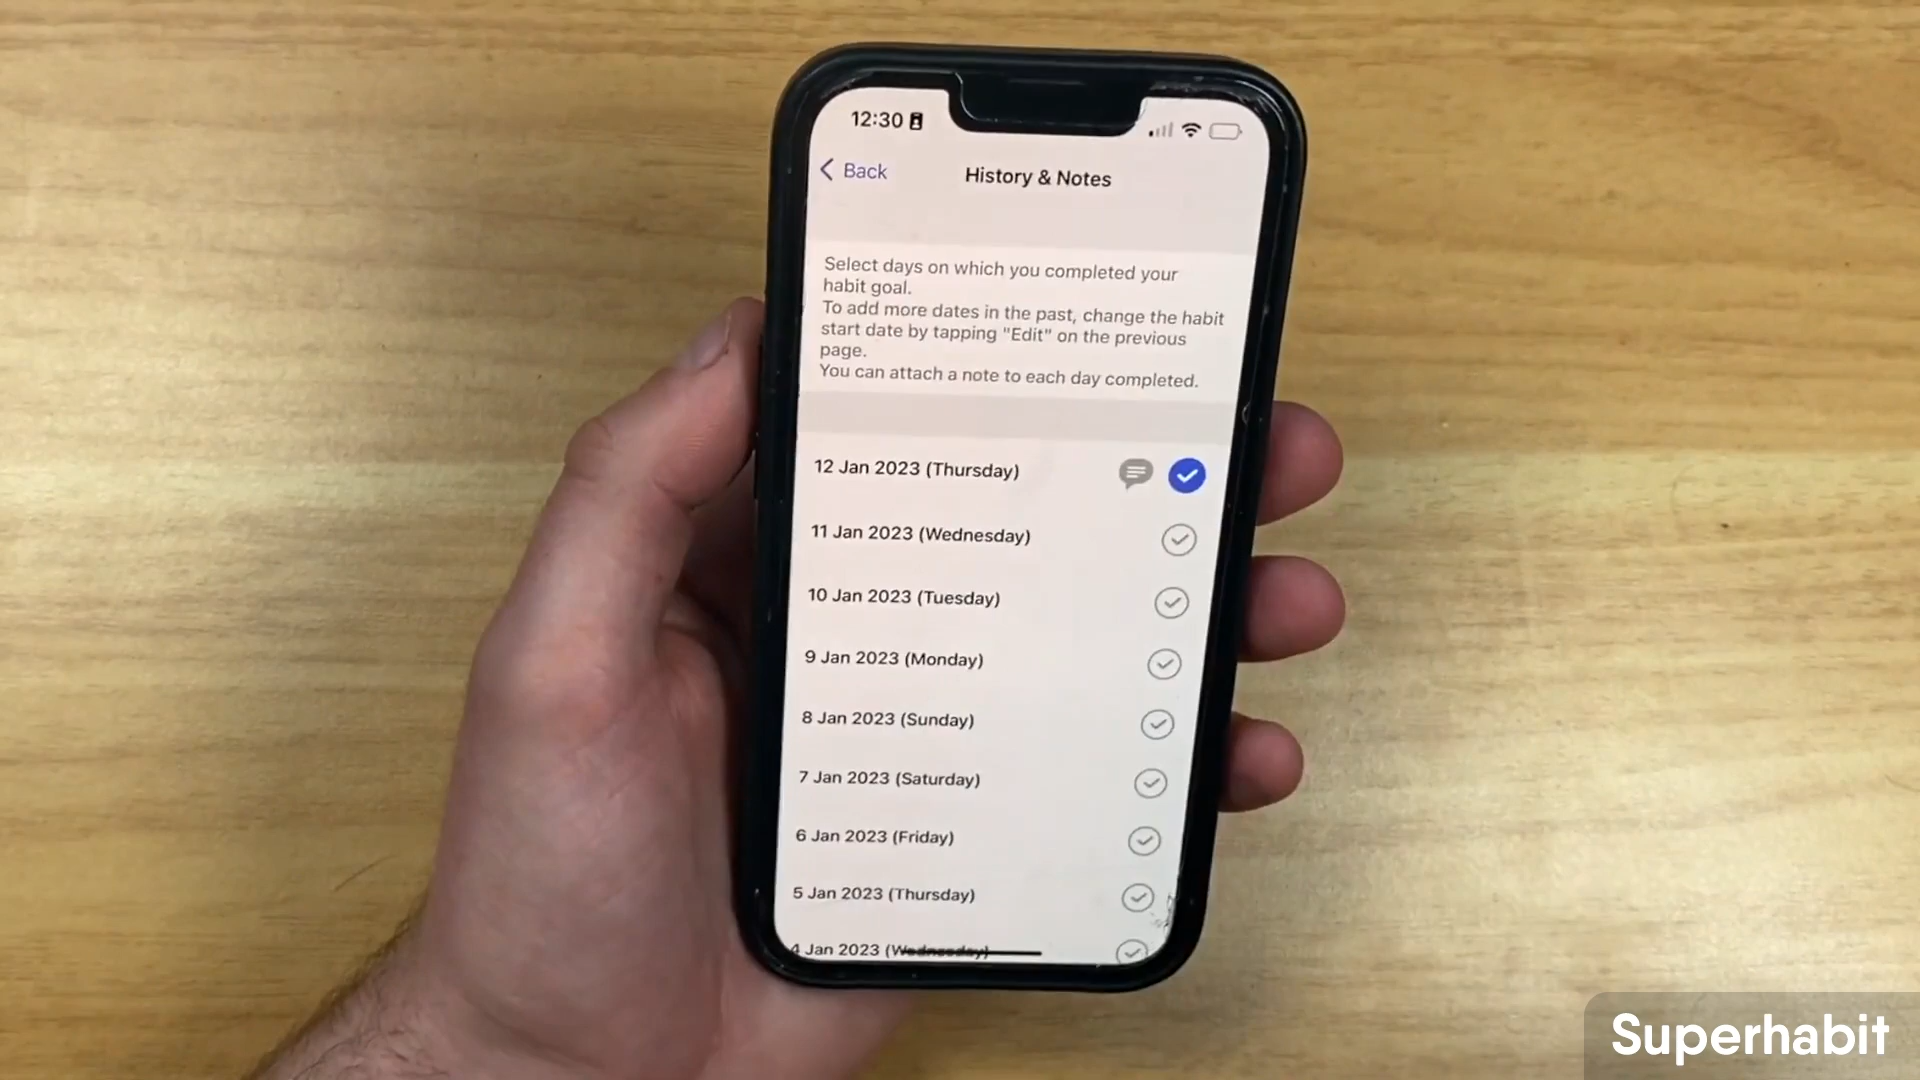 12:30
Back
History & Notes
Select days on which you completed your
habit goal.
To add more dates in the past, change the habit
start date by tapping "Edit" on the previous
page.
You can attach a note to each day completed.
12 Jan 2023 (Thursday)
11 Jan 2023 (Wednesday)
10 Jan 2023 (Tuesday)
9 Jan 2023 (Monday)
8 Jan 2023 (Sunday)
7 Jan 2023 (Saturday)
6 Jan 2023 (Friday)
5 Jan 2023 (Thursday)
4 Jan 2023 (Wednesday)
Superhabit